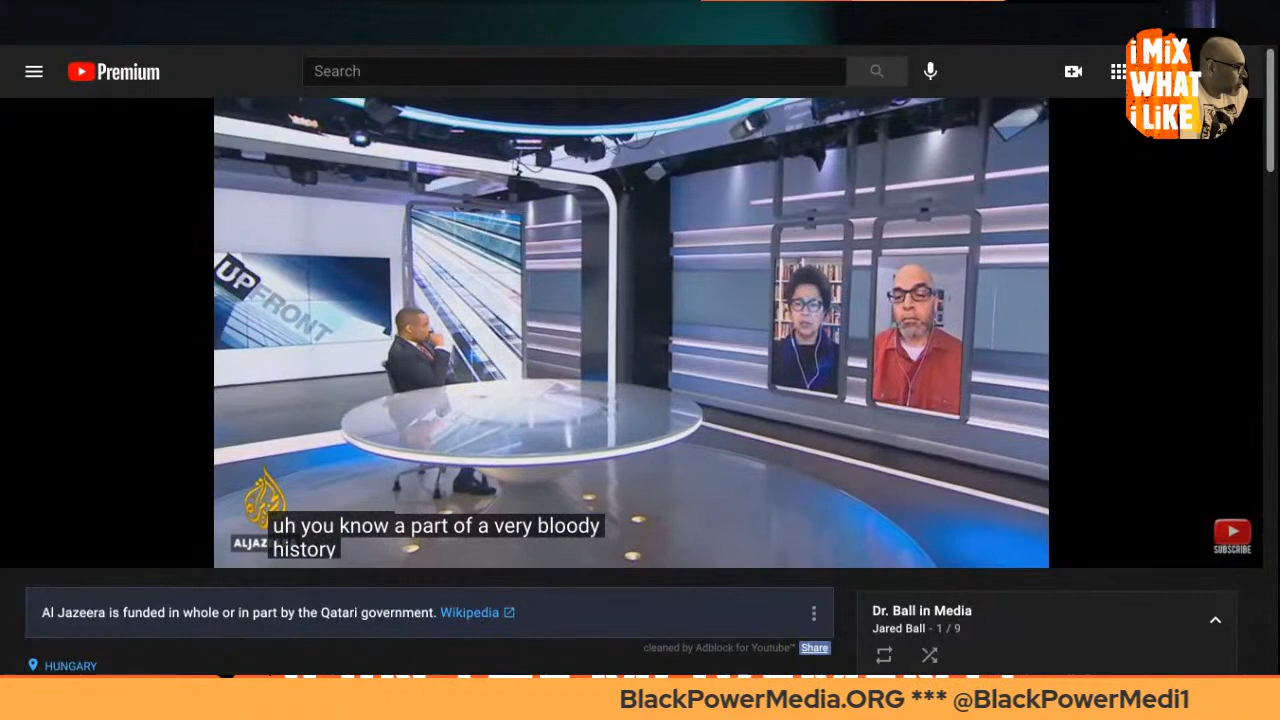 Premium
Search
i MiX
WHAT
i LiKE
UPFRONT
uh you know a part of a very bloody
history
ALJAZ
SUBSCRIBE
Al Jazeera is funded in whole or in part by the Qatari government. Wikipedia
Dr. Ball in Media
Jared Ball - 1 / 9
cleaned by Adblock for Youtube™ Share
HUNGARY
BlackPowerMedia.ORG *** @BlackPowerMedi1